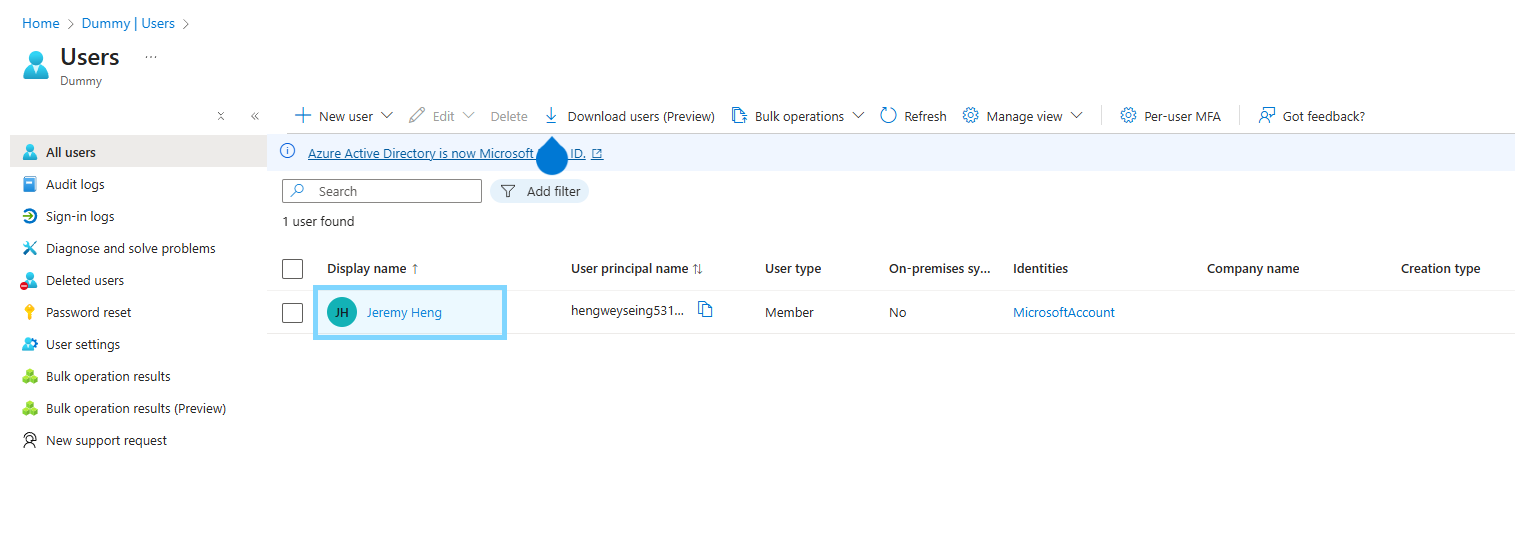 Home > Dummy | Users >
Users ...
Dummy
New user Edit Delete Download users (Preview) Bulk operations Refresh Manage view Per-user MFA Got feedback?
All users
Audit logs
Sign-in logs
Diagnose and solve problems
Deleted users
Password reset
User settings
Bulk operation results
Bulk operation results (Preview)
New support request
Azure Active Directory is now Microsoft ID.
Search Add filter
1 user found
Display name ↑ User principal name ↑↓ User type On-premises sy... Identities Company name Creation type
JH Jeremy Heng hengweyseing531... Member No MicrosoftAccount